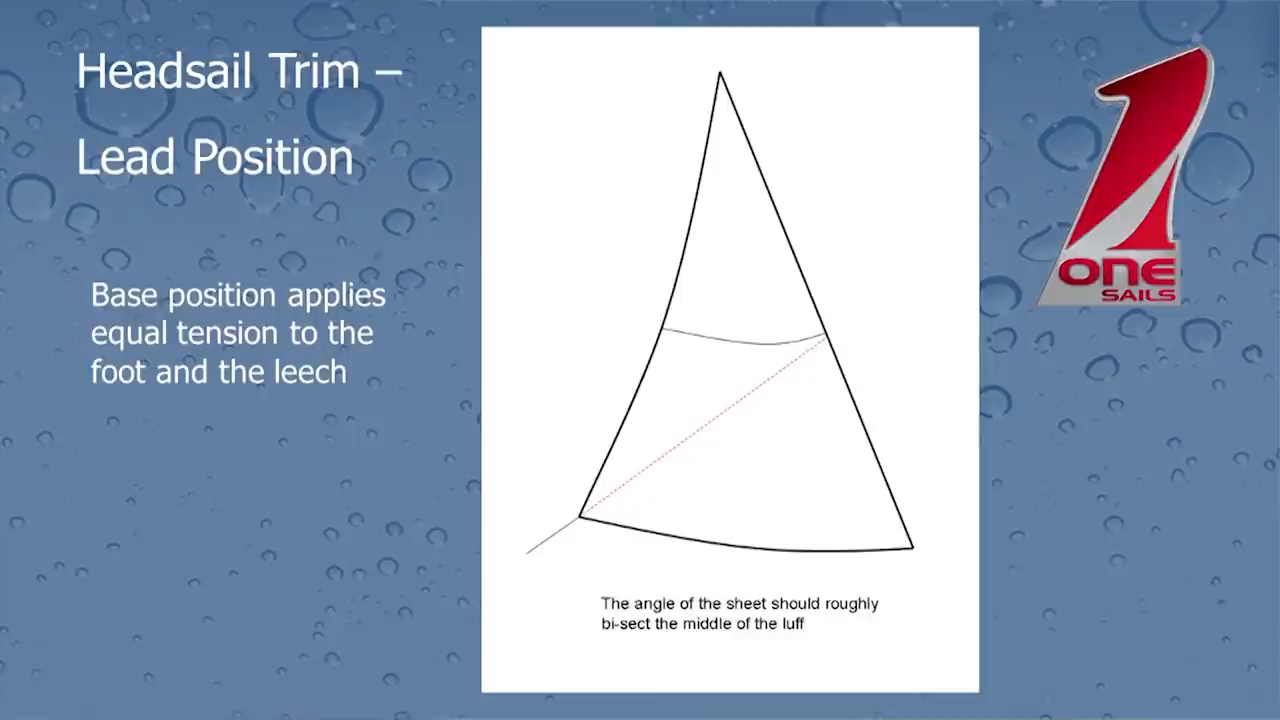 Headsail Trim –
Lead Position
Base position applies
equal tension to the
foot and the leech
The angle of the sheet should roughly
bi-sect the middle of the luff
1
ONE
SAILS